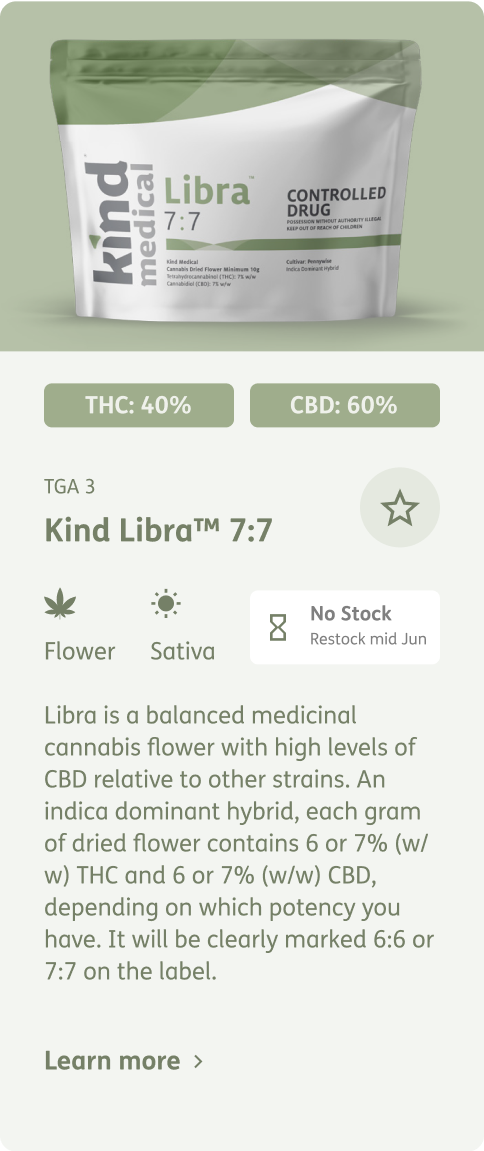 kind
medical
Libra™
7:7
CONTROLLED
DRUG
POSSESSION WITHOUT AUTHORITY ILLEGAL
KEEP OUT OF REACH OF CHILDREN
Kind Medical
Cannabis Dried Flower Minimum 10g
Tetrahydrocannabinol (THC): 7% w/w
Cannabidiol (CBD): 7% w/w
Cultivar: Pennywise
Indica Dominant Hybrid
THC: 40%
CBD: 60%
TGA 3
Kind Libra™ 7:7
Flower
Sativa
No Stock
Restock mid Jun
Libra is a balanced medicinal
cannabis flower with high levels of
CBD relative to other strains. An
indica dominant hybrid, each gram
of dried flower contains 6 or 7% (w/
w) THC and 6 or 7% (w/w) CBD,
depending on which potency you
have. It will be clearly marked 6:6 or
7:7 on the label.
Learn more